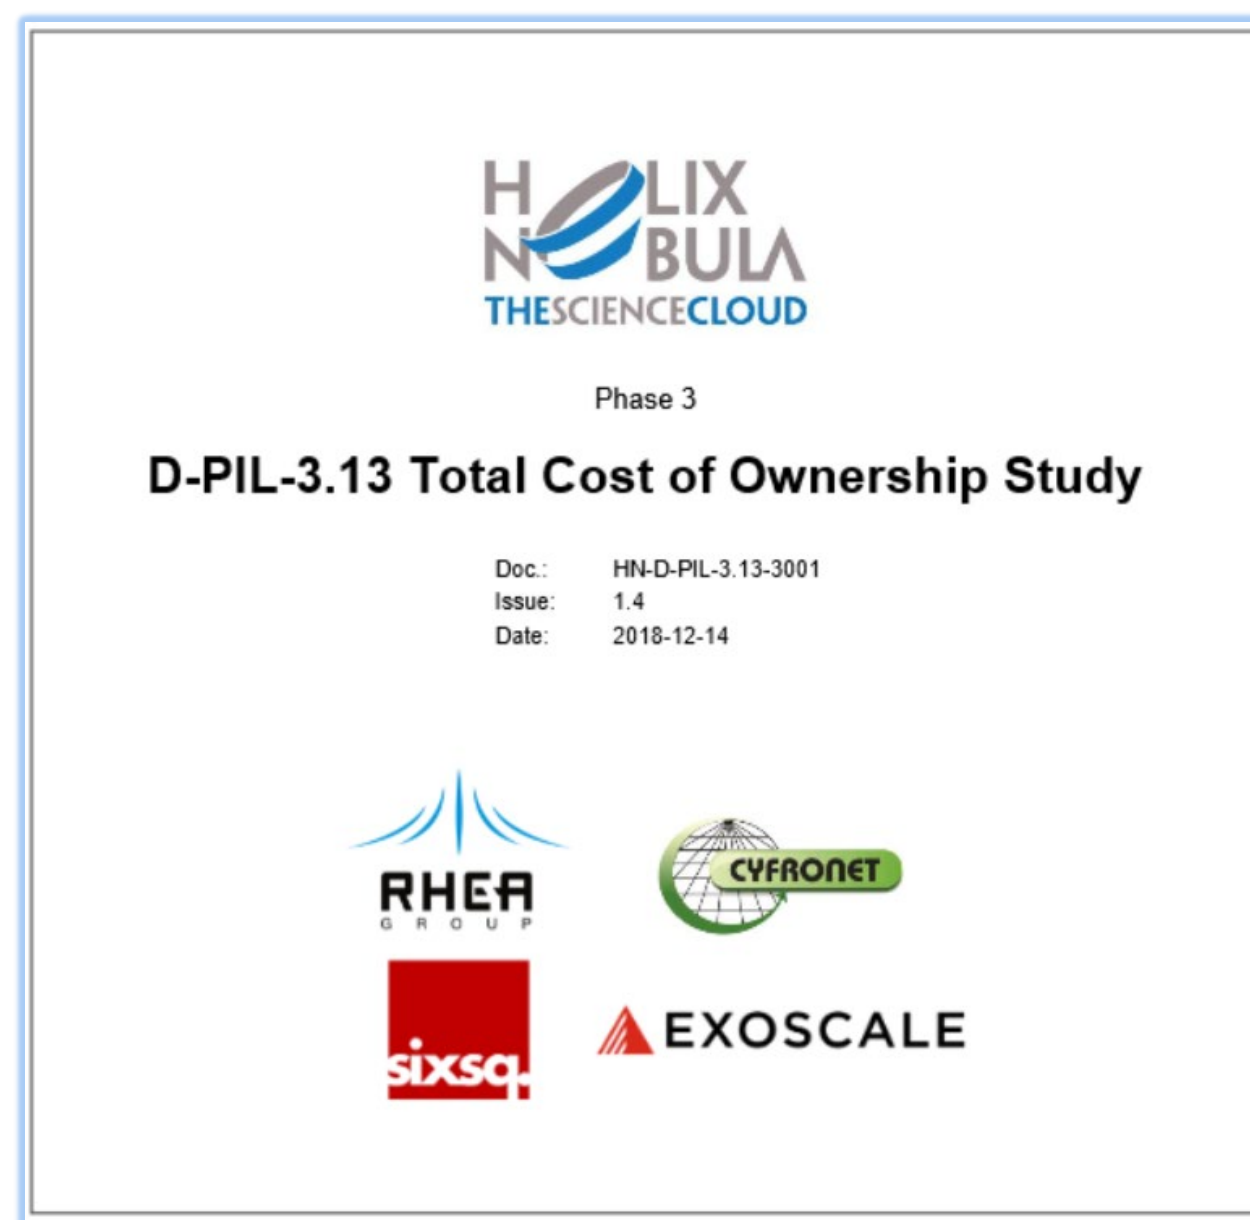 HELIX
NEBULA
THESCIENCECLOUD
Phase 3
D-PIL-3.13 Total Cost of Ownership Study
Doc.: HN-D-PIL-3.13-3001
Issue: 1.4
Date: 2018-12-14
RHEA
GROUP
CYFRONET
sixsq.
EXOSCALE